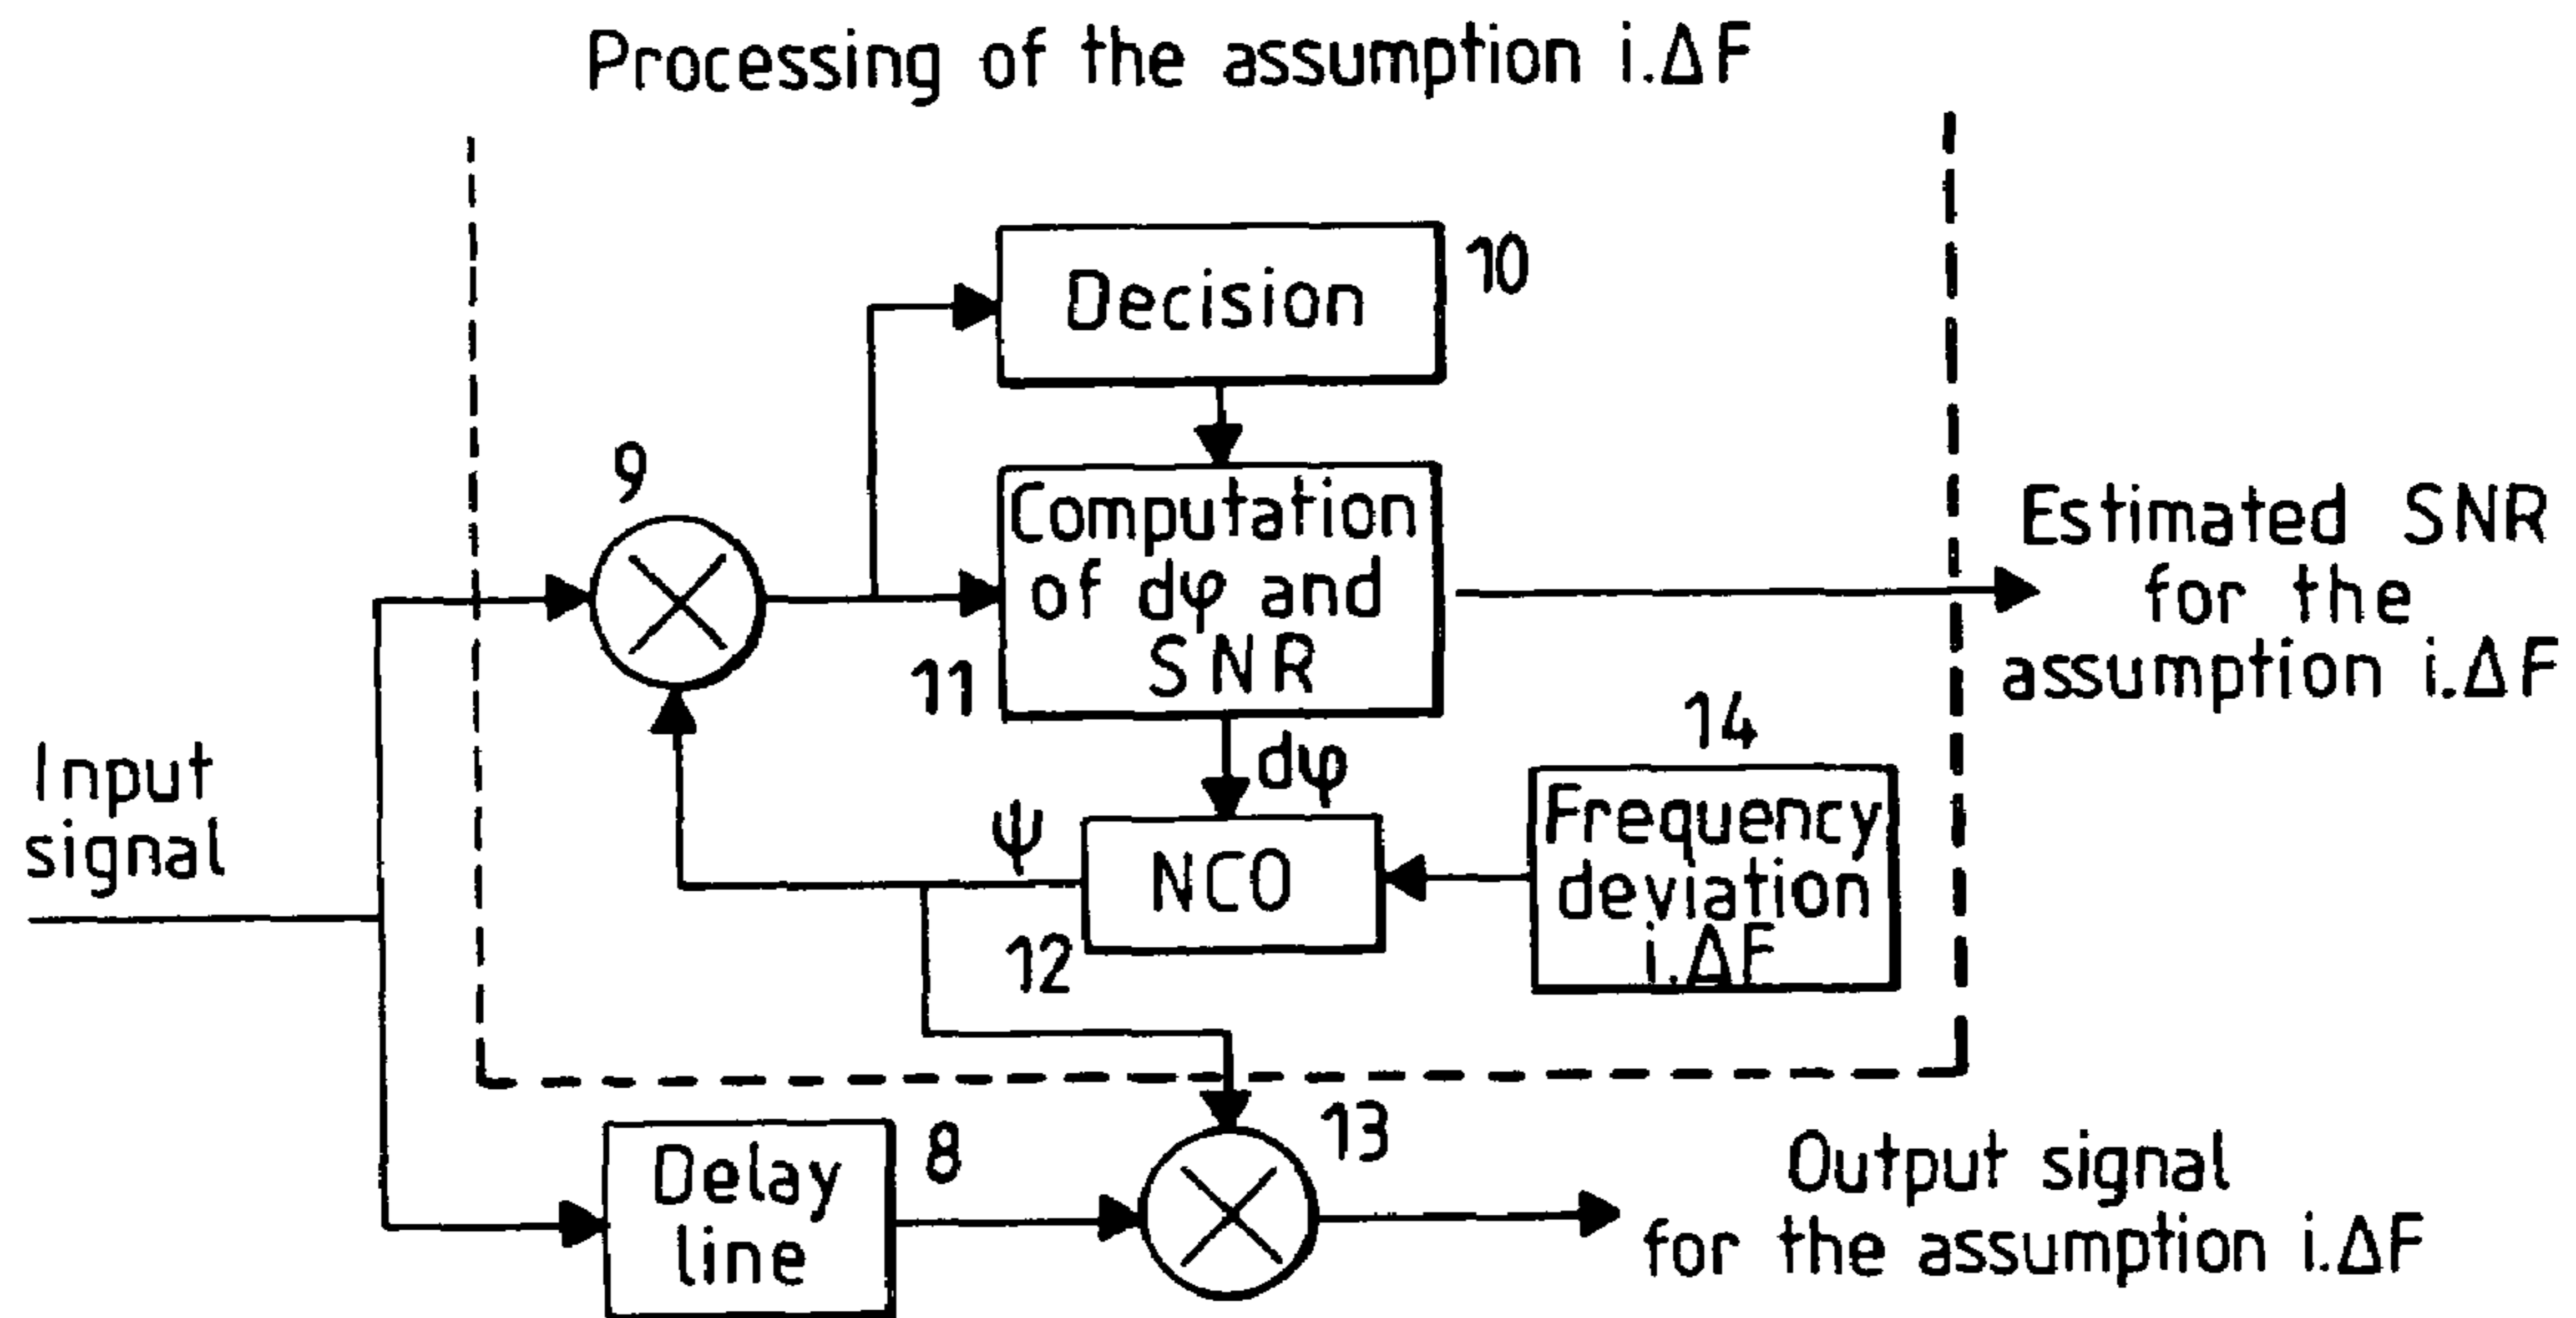 Processing of the assumption i.ΔF
Decision
10
9
Computation
of dφ and
SNR
11
Estimated SNR
for the
assumption i.ΔF
Input
signal
dφ
14
Frequency
deviation
i.ΔF
ψ
NCO
12
Delay
line
8
13
Output signal
for the assumption i.ΔF